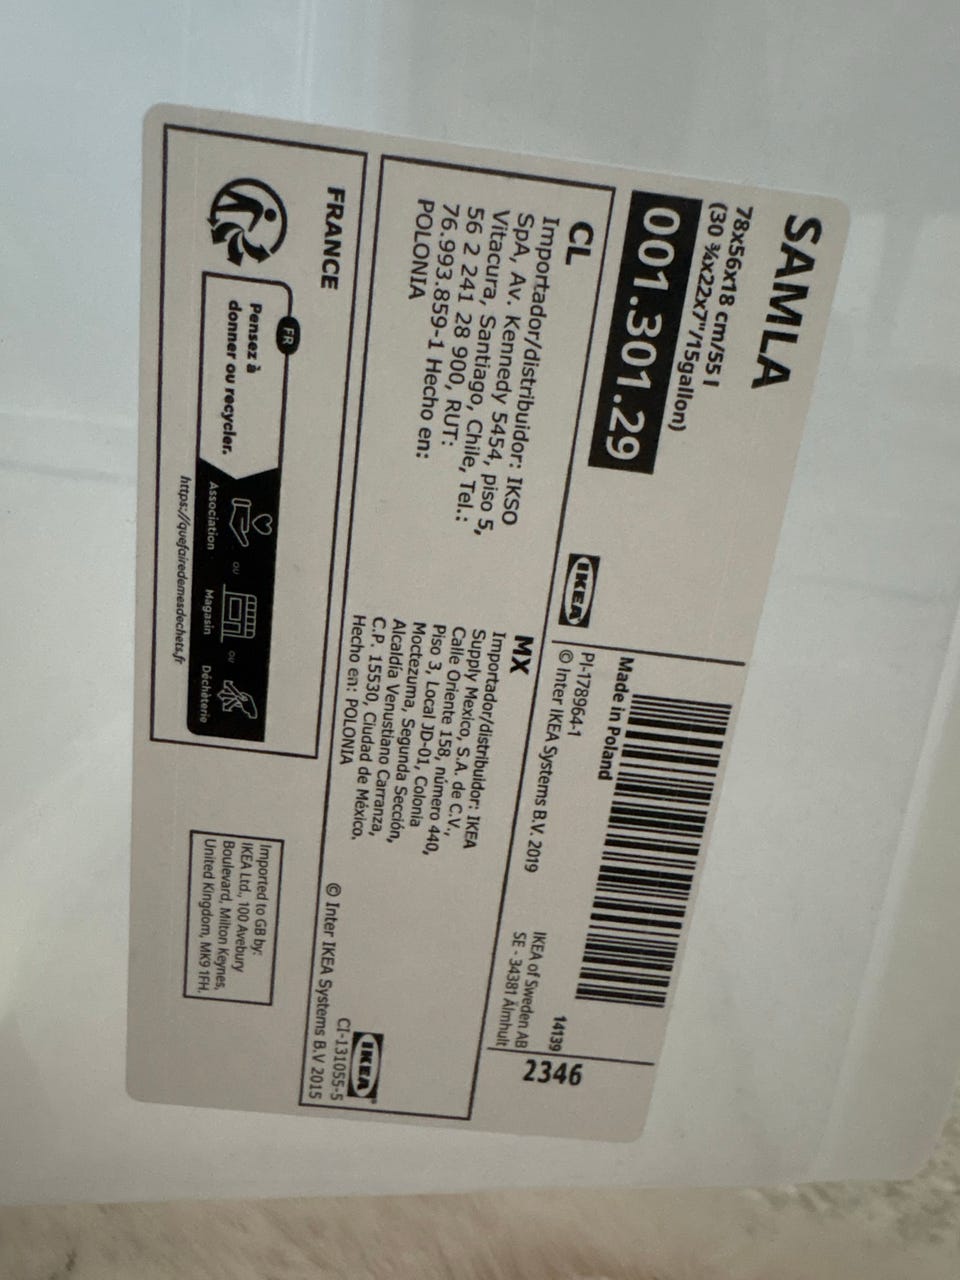 SAMLA
78x56x18 cm/55 l
(30 ¾x22x7"/15gallon)
001.301.29
IKEA
Made in Poland
PI-178964-1
© Inter IKEA Systems B.V. 2019
14139
IKEA of Sweden AB
SE - 34381 Älmhult
2346
CL
Importador/distribuidor: IKSO
SpA, Av. Kennedy 5454, piso 5,
Vitacura, Santiago, Chile, Tel.:
56 2 241 28 900, RUT:
76.993.859-1 Hecho en:
POLONIA
MX
Importador/distribuidor: IKEA
Supply Mexico, S.A. de C.V.,
Calle Oriente 158, número 440,
Piso 3, Local JD-01, Colonia
Moctezuma, Segunda Sección,
Alcaldía Venustiano Carranza,
C.P. 15530, Ciudad de México.
Hecho en: POLONIA
IKEA
CI-131055-5
© Inter IKEA Systems B.V 2015
FRANCE
FR
Pensez à
donner ou recycler.
Association
ou
Magasin
ou
Déchèterie
https://quefairedemesdechets.fr
Imported to GB by:
IKEA Ltd., 100 Avebury
Boulevard, Milton Keynes,
United Kingdom, MK9 1FH.